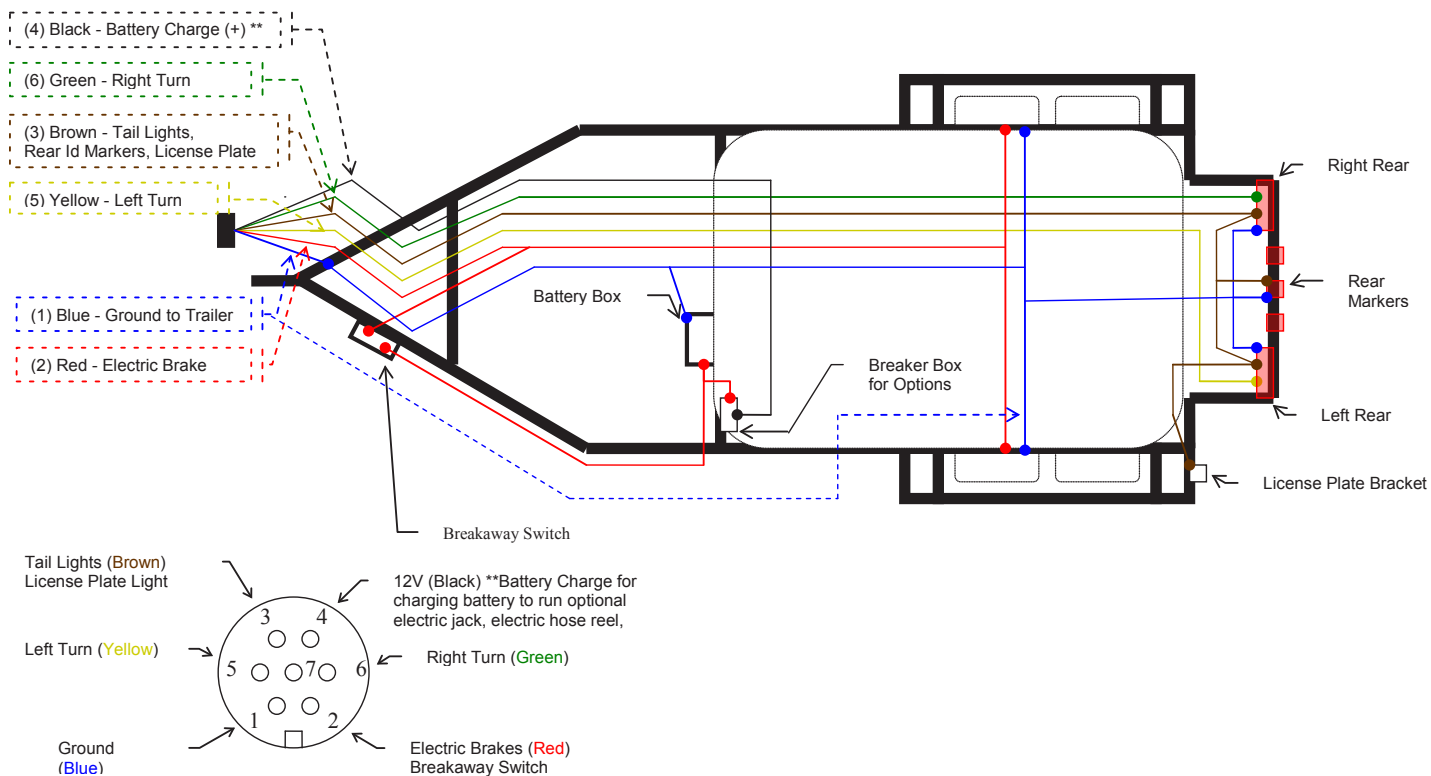 (4) Black - Battery Charge (+) **
(6) Green - Right Turn
(3) Brown - Tail Lights,
Rear Id Markers, License Plate
(5) Yellow - Left Turn
(1) Blue - Ground to Trailer
(2) Red - Electric Brake
Battery Box
Breaker Box
for Options
Right Rear
Rear
Markers
Left Rear
License Plate Bracket
Breakaway Switch
Tail Lights (Brown)
License Plate Light
12V (Black) **Battery Charge for
charging battery to run optional
electric jack, electric hose reel,
Left Turn (Yellow)
Right Turn (Green)
3
4
5
7
6
1
2
Ground
(Blue)
Electric Brakes (Red)
Breakaway Switch